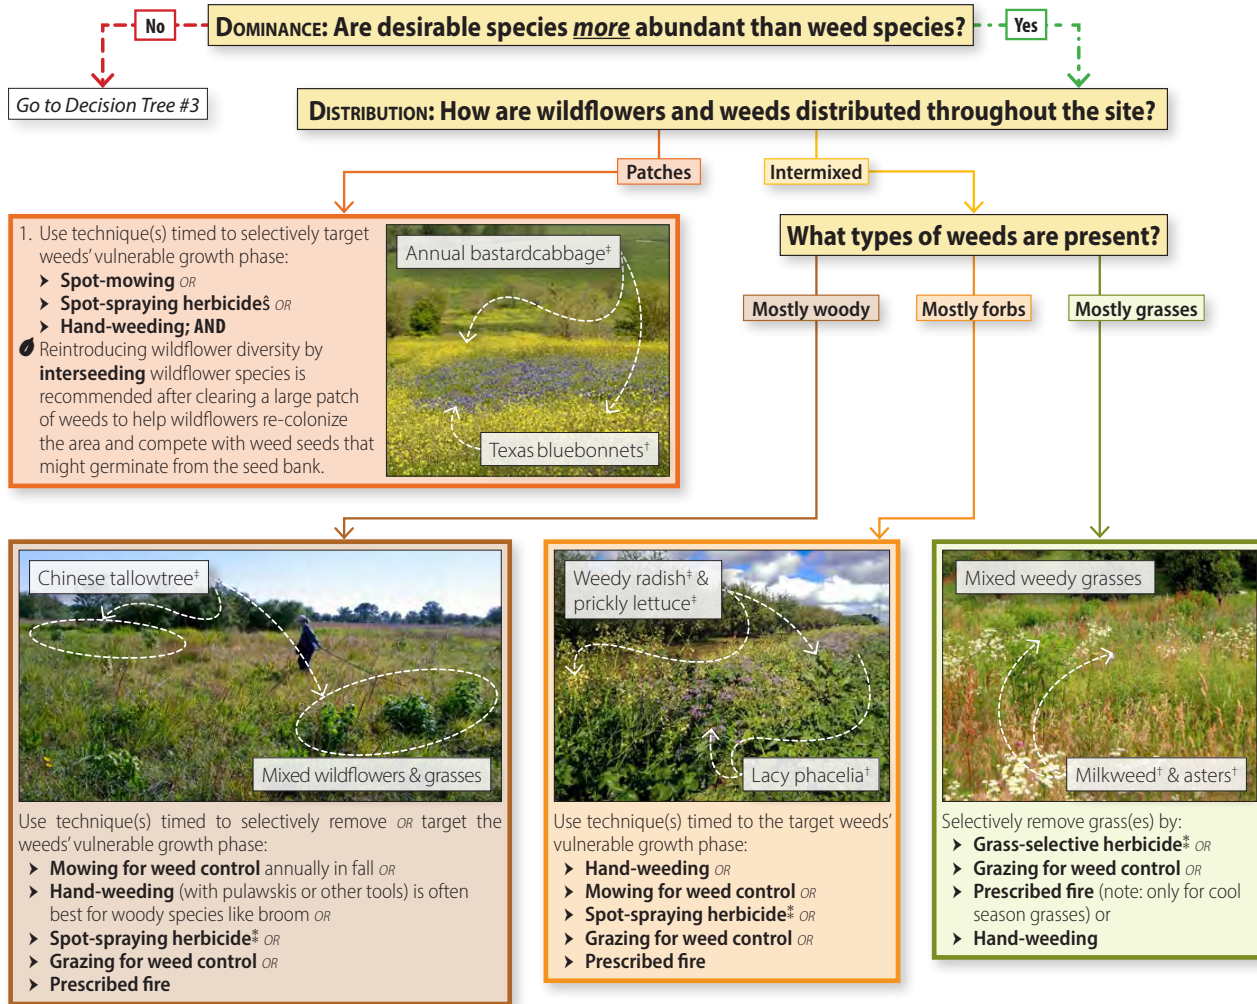 DOMINANCE: Are desirable species more abundant than weed species?
No
Yes
Go to Decision Tree #3
DISTRIBUTION: How are wildflowers and weeds distributed throughout the site?
Patches
Intermixed
1. Use technique(s) timed to selectively target
weeds' vulnerable growth phase:
➤ Spot-mowing OR
➤ Spot-spraying herbicideŝ OR
➤ Hand-weeding; AND
Reintroducing wildflower diversity by
interseeding wildflower species is
recommended after clearing a large patch
of weeds to help wildflowers re-colonize
the area and compete with weed seeds that
might germinate from the seed bank.
Annual bastardcabbage‡
Texas bluebonnets†
What types of weeds are present?
Mostly woody
Mostly forbs
Mostly grasses
Chinese tallowtree‡
Mixed wildflowers & grasses
Use technique(s) timed to selectively remove OR target the
weeds' vulnerable growth phase:
➤ Mowing for weed control annually in fall OR
➤ Hand-weeding (with pulawskis or other tools) is often
best for woody species like broom OR
➤ Spot-spraying herbicide⁑ OR
➤ Grazing for weed control OR
➤ Prescribed fire
Weedy radish‡ &
prickly lettuce‡
Lacy phacelia†
Use technique(s) timed to the target weeds'
vulnerable growth phase:
➤ Hand-weeding OR
➤ Mowing for weed control OR
➤ Spot-spraying herbicide⁑ OR
➤ Grazing for weed control OR
➤ Prescribed fire
Mixed weedy grasses
Milkweed† & asters†
Selectively remove grass(es) by:
➤ Grass-selective herbicide⁑ OR
➤ Grazing for weed control OR
➤ Prescribed fire (note: only for cool
season grasses) or
➤ Hand-weeding